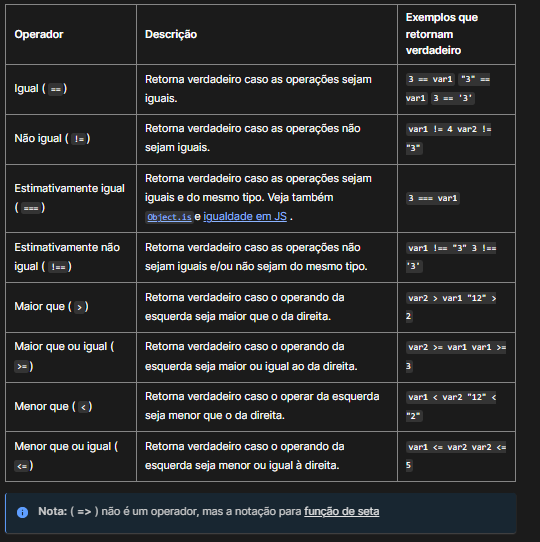 Operador
Descrição
Exemplos que
retornam
verdadeiro
Igual ( == )
Retorna verdadeiro caso as operações sejam
iguais.
3 == var1 "3" ==
var1 3 == '3'
Não igual ( != )
Retorna verdadeiro caso as operações não
sejam iguais.
var1 != 4 var2 !=
"3"
Estimativamente igual
( === )
Retorna verdadeiro caso as operações sejam
iguais e do mesmo tipo. Veja também
Object.is e igualdade em JS .
3 === var1
Estimativamente não
igual ( !== )
Retorna verdadeiro caso as operações não
sejam iguais e/ou não sejam do mesmo tipo.
var1 !== "3" 3 !==
'3'
Maior que ( > )
Retorna verdadeiro caso o operando da
esquerda seja maior que o da direita.
var2 > var1 "12" >
2
Maior que ou igual (
>= )
Retorna verdadeiro caso o operando da
esquerda seja maior ou igual ao da direita.
var2 >= var1 var1 >=
3
Menor que ( < )
Retorna verdadeiro caso o operar da esquerda
seja menor que o da direita.
var1 < var2 "12" <
"2"
Menor que ou igual (
<= )
Retorna verdadeiro caso o operando da
esquerda seja menor ou igual à direita.
var1 <= var2 var2 <=
5
Nota: ( => ) não é um operador, mas a notação para função de seta